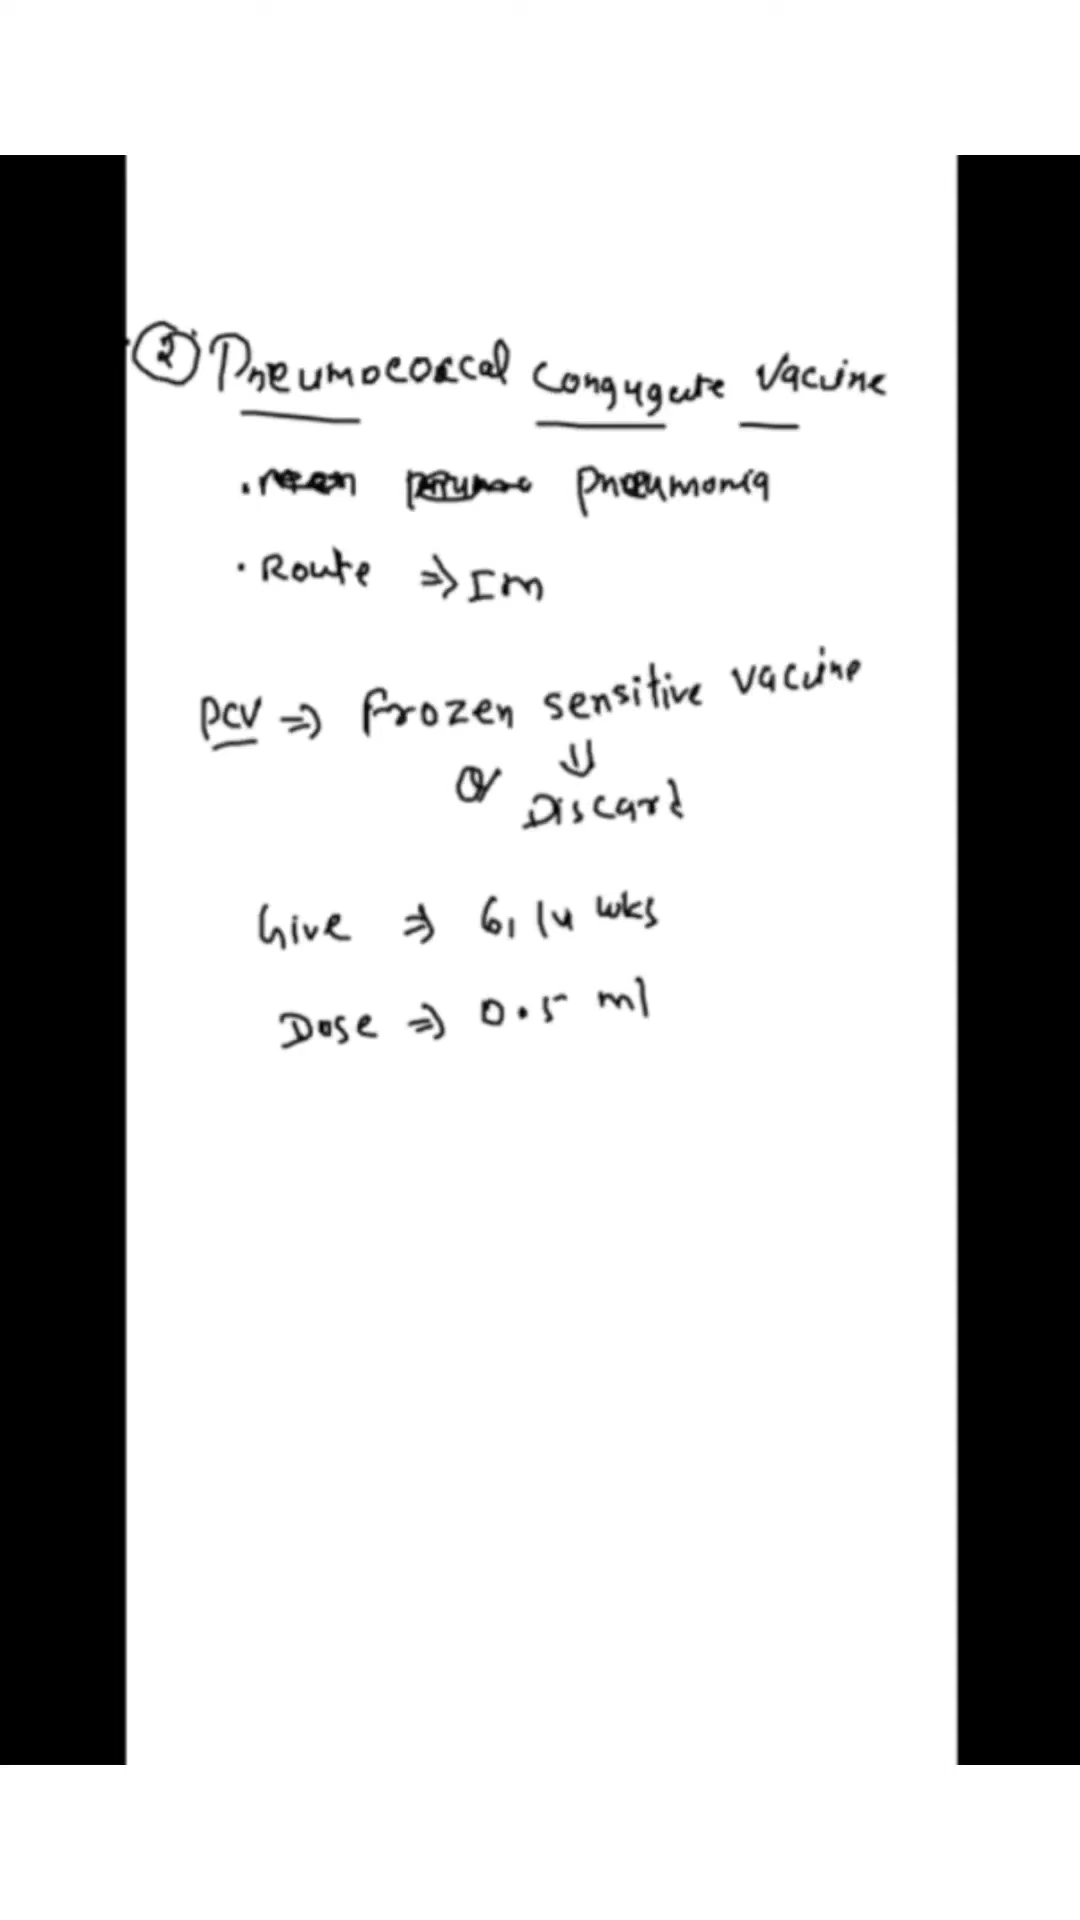 ② Pneumococcal Conjugate Vaccine
. Pneumonia
. Route ⇒ Im
PCV ⇒ Frozen sensitive vaccine
⇓
or Discard
Give ⇒ 6, 14 wks
Dose ⇒ 0.5 ml